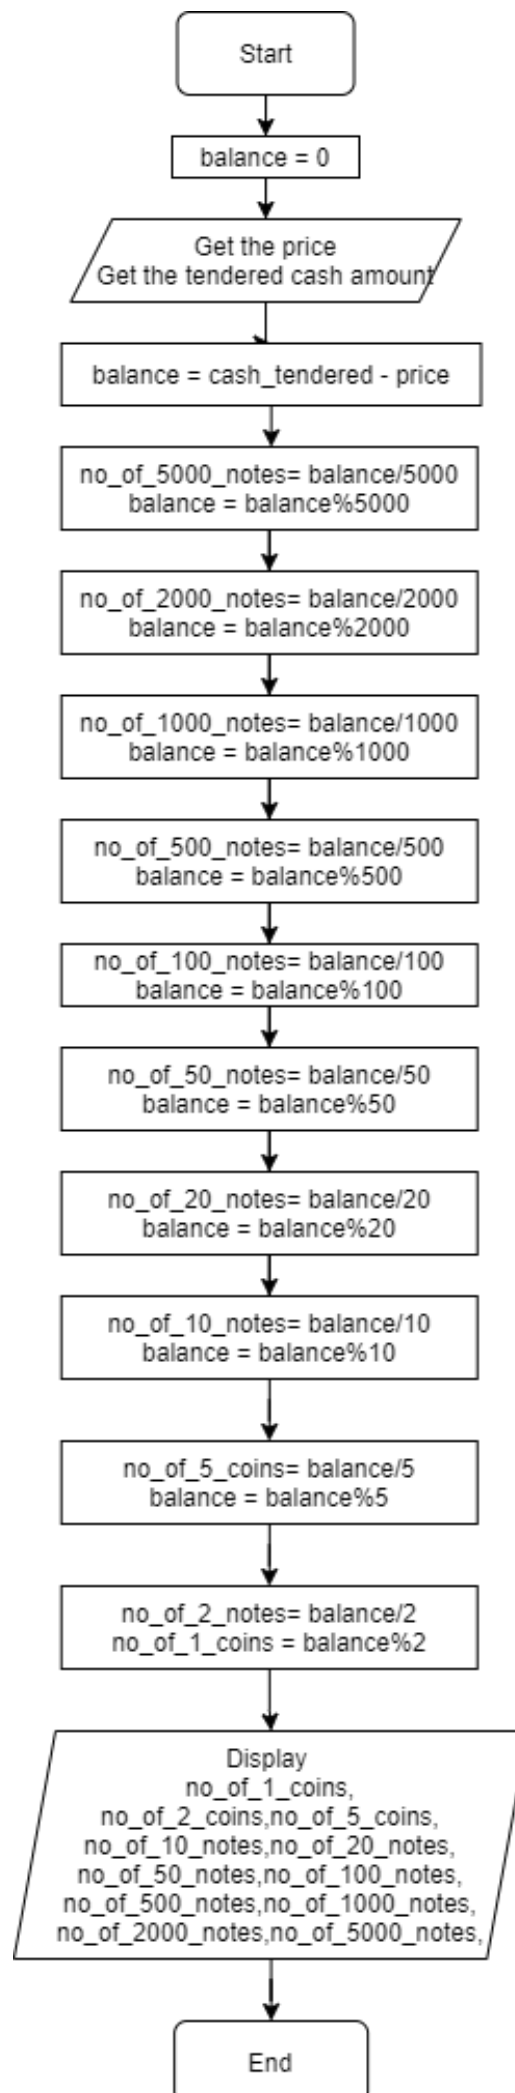 Start
balance = 0
Get the price
Get the tendered cash amount
balance = cash_tendered - price
no_of_5000_notes= balance/5000
balance = balance%5000
no_of_2000_notes= balance/2000
balance = balance%2000
no_of_1000_notes= balance/1000
balance = balance%1000
no_of_500_notes= balance/500
balance = balance%500
no_of_100_notes= balance/100
balance = balance%100
no_of_50_notes= balance/50
balance = balance%50
no_of_20_notes= balance/20
balance = balance%20
no_of_10_notes= balance/10
balance = balance%10
no_of_5_coins= balance/5
balance = balance%5
no_of_2_notes= balance/2
no_of_1_coins = balance%2
Display
no_of_1_coins,
no_of_2_coins,no_of_5_coins,
no_of_10_notes,no_of_20_notes,
no_of_50_notes,no_of_100_notes,
no_of_500_notes,no_of_1000_notes,
no_of_2000_notes,no_of_5000_notes,
End